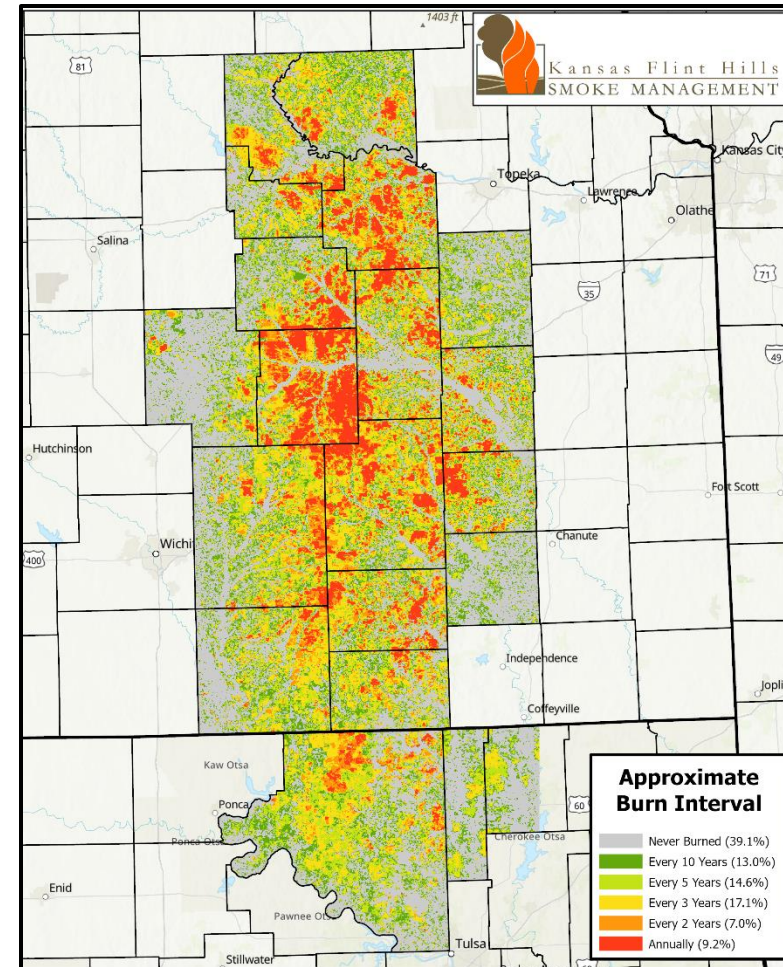 1403 ft
Kansas Flint Hills
SMOKE MANAGEMENT
81
Kansas City
Topeka
Lawrence
Olathe
Salina
71
35
49
Hutchinson
Fort Scott
Wichi
400
Chanute
Independence
Jopli
Coffeyville
Kaw Otsa
Ponca
Ponca Otsa
60
Cherokee Otsa
Enid
Pawnee Otsa
Tulsa
Stillwater
Approximate
Burn Interval
Never Burned (39.1%)
Every 10 Years (13.0%)
Every 5 Years (14.6%)
Every 3 Years (17.1%)
Every 2 Years (7.0%)
Annually (9.2%)